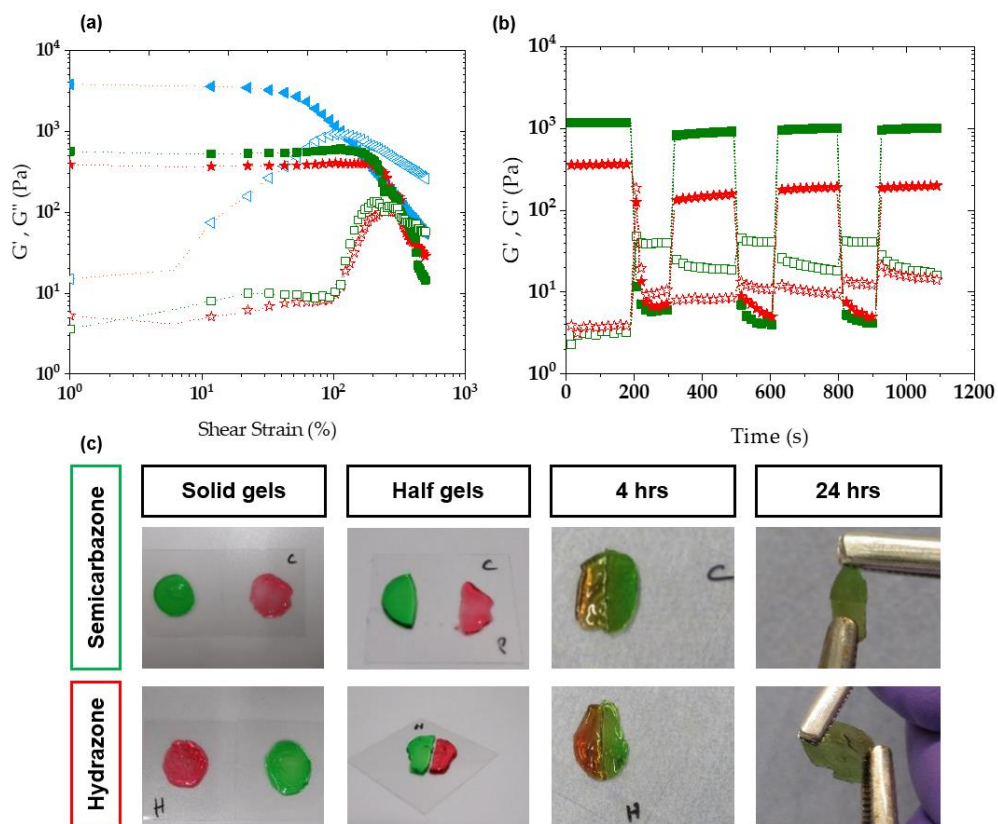 (a)
10⁴
10³
10²
10¹
10⁰
G' , G'' (Pa)
10⁰ 10¹ 10² 10³
Shear Strain (%)
(b)
10⁴
10³
10²
10¹
10⁰
G' , G'' (Pa)
0 200 400 600 800 1000 1200
Time (s)
(c)
Solid gels Half gels 4 hrs 24 hrs
Semicarbazone
C
C
P
C
Hydrazone
H
H
H